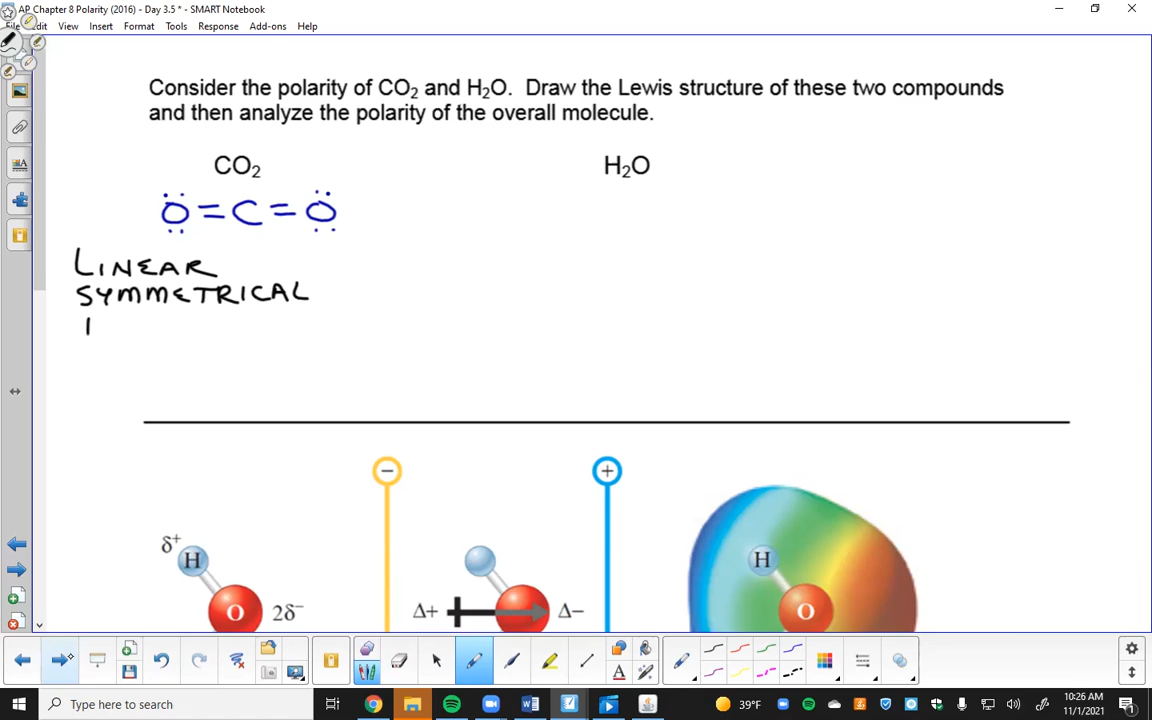 AP Chapter 8 Polarity (2016) - Day 3.5 * - SMART Notebook
File Edit View Insert Format Tools Response Add-ons Help
Consider the polarity of CO₂ and H₂O. Draw the Lewis structure of these two compounds
and then analyze the polarity of the overall molecule.
CO₂ H₂O
O=C=O
LINEAR
SYMMETRICAL
− +
δ+ H H
O 2δ− Δ+ Δ− O
A
Type here to search
39°F
10:26 AM
11/1/2021
1